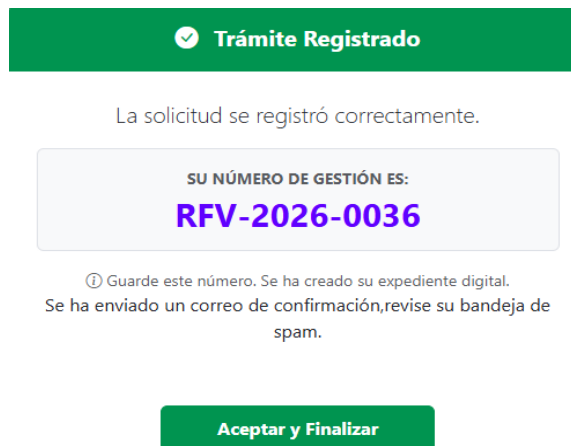 Trámite Registrado
La solicitud se registró correctamente.
SU NÚMERO DE GESTIÓN ES:
RFV-2026-0036
Guarde este número. Se ha creado su expediente digital.
Se ha enviado un correo de confirmación,revise su bandeja de
spam.
Aceptar y Finalizar